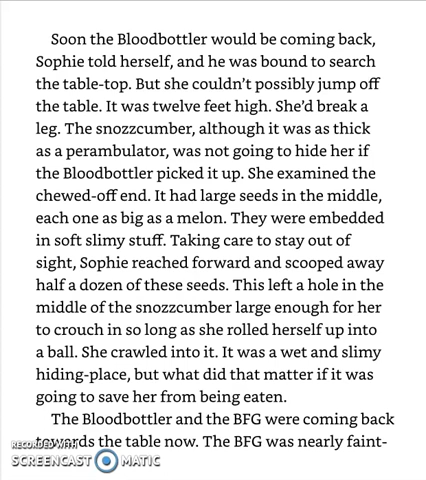 Soon the Bloodbottler would be coming back,
Sophie told herself, and he was bound to search
the table-top. But she couldn't possibly jump off
the table. It was twelve feet high. She'd break a
leg. The snozzcumber, although it was as thick
as a perambulator, was not going to hide her if
the Bloodbottler picked it up. She examined the
chewed-off end. It had large seeds in the middle,
each one as big as a melon. They were embedded
in soft slimy stuff. Taking care to stay out of
sight, Sophie reached forward and scooped away
half a dozen of these seeds. This left a hole in the
middle of the snozzcumber large enough for her
to crouch in so long as she rolled herself up into
a ball. She crawled into it. It was a wet and slimy
hiding-place, but what did that matter if it was
going to save her from being eaten.
The Bloodbottler and the BFG were coming back
towards the table now. The BFG was nearly faint-
RECORDED WITH
SCREENCAST MATIC